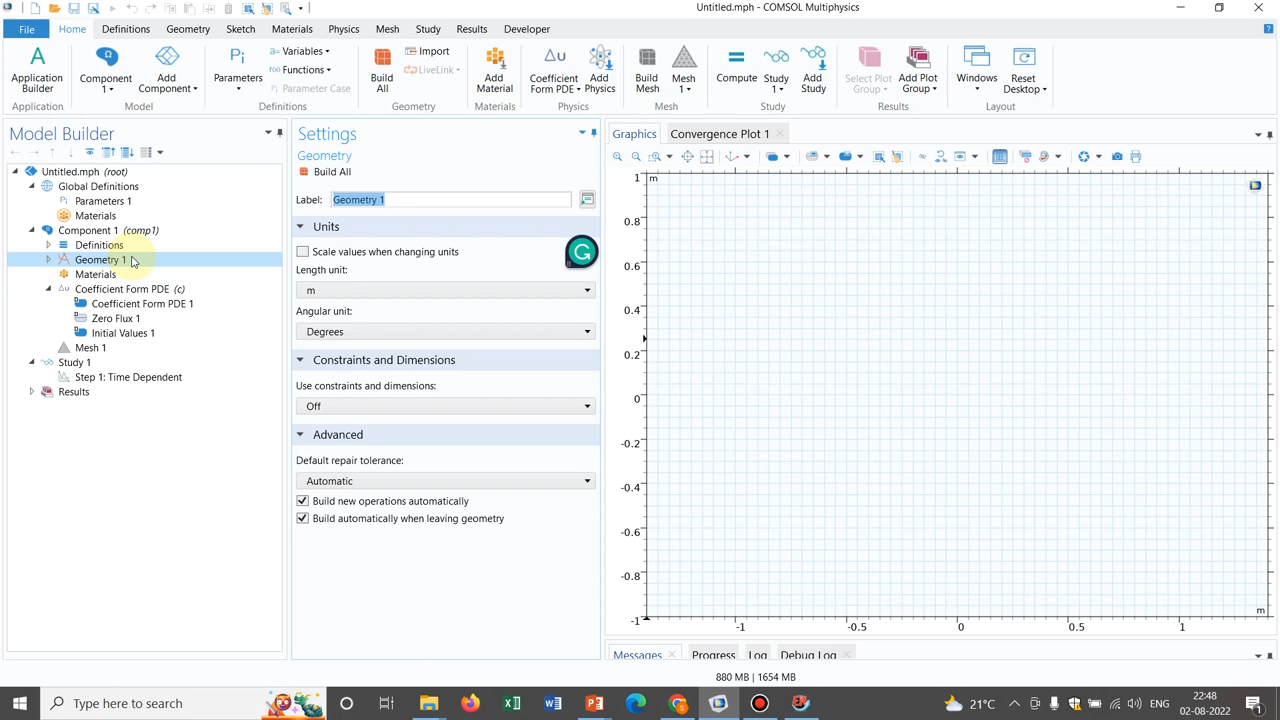 Untitled.mph - COMSOL Multiphysics
File Home Definitions Geometry Sketch Materials Physics Mesh Study Results Developer
Application Builder
Component 1
Add Component
Parameters
Variables
Functions
Parameter Case
Build All
Import
LiveLink
Add Material
Coefficient Form PDE
Add Physics
Build Mesh
Mesh 1
Compute
Study 1
Add Study
Select Plot Group
Add Plot Group
Windows
Reset Desktop
Application Model Definitions Geometry Materials Physics Mesh Study Results Layout
Model Builder
Untitled.mph (root)
Global Definitions
Parameters 1
Materials
Component 1 (comp1)
Definitions
Geometry 1
Materials
Coefficient Form PDE (c)
Coefficient Form PDE 1
Zero Flux 1
Initial Values 1
Mesh 1
Study 1
Step 1: Time Dependent
Results
Settings
Geometry
Build All
Label: Geometry 1
Units
Scale values when changing units
Length unit:
m
Angular unit:
Degrees
Constraints and Dimensions
Use constraints and dimensions:
Off
Advanced
Default repair tolerance:
Automatic
Build new operations automatically
Build automatically when leaving geometry
Graphics Convergence Plot 1
1
m
0.8
0.6
0.4
0.2
0
-0.2
-0.4
-0.6
-0.8
-1
m
-1 -0.5 0 0.5 1
Messages Progress Log Debug Log
880 MB | 1654 MB
Type here to search
21°C
ENG
22:48
02-08-2022